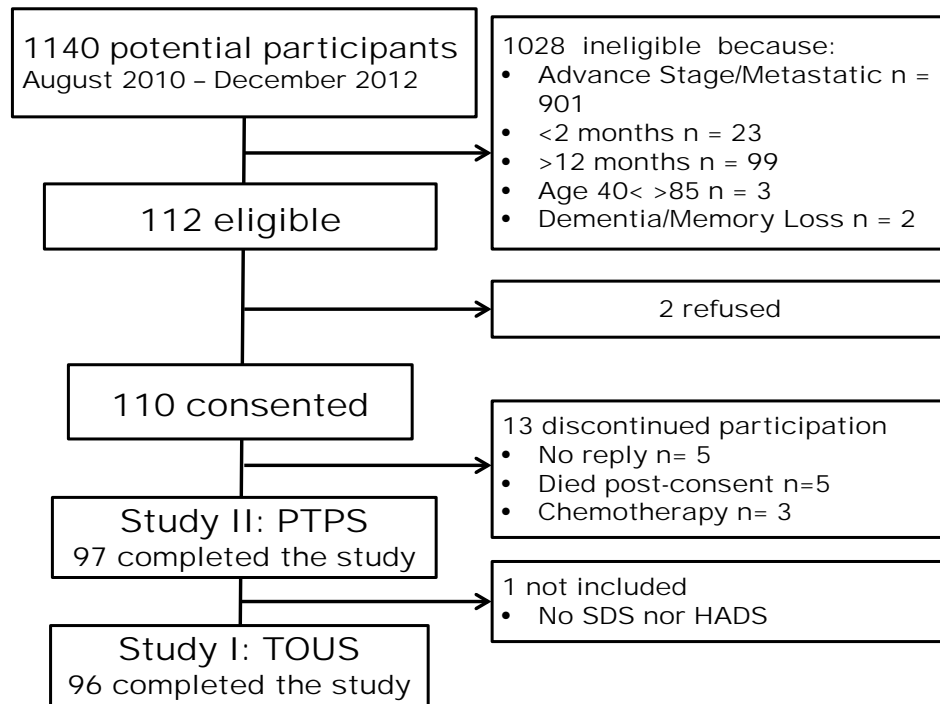 1140 potential participants
August 2010 – December 2012
1028 ineligible because:
• Advance Stage/Metastatic n =
901
• <2 months n = 23
• >12 months n = 99
• Age 40< >85 n = 3
• Dementia/Memory Loss n = 2
112 eligible
2 refused
110 consented
13 discontinued participation
• No reply n= 5
• Died post-consent n=5
• Chemotherapy n= 3
Study II: PTPS
97 completed the study
1 not included
• No SDS nor HADS
Study I: TOUS
96 completed the study